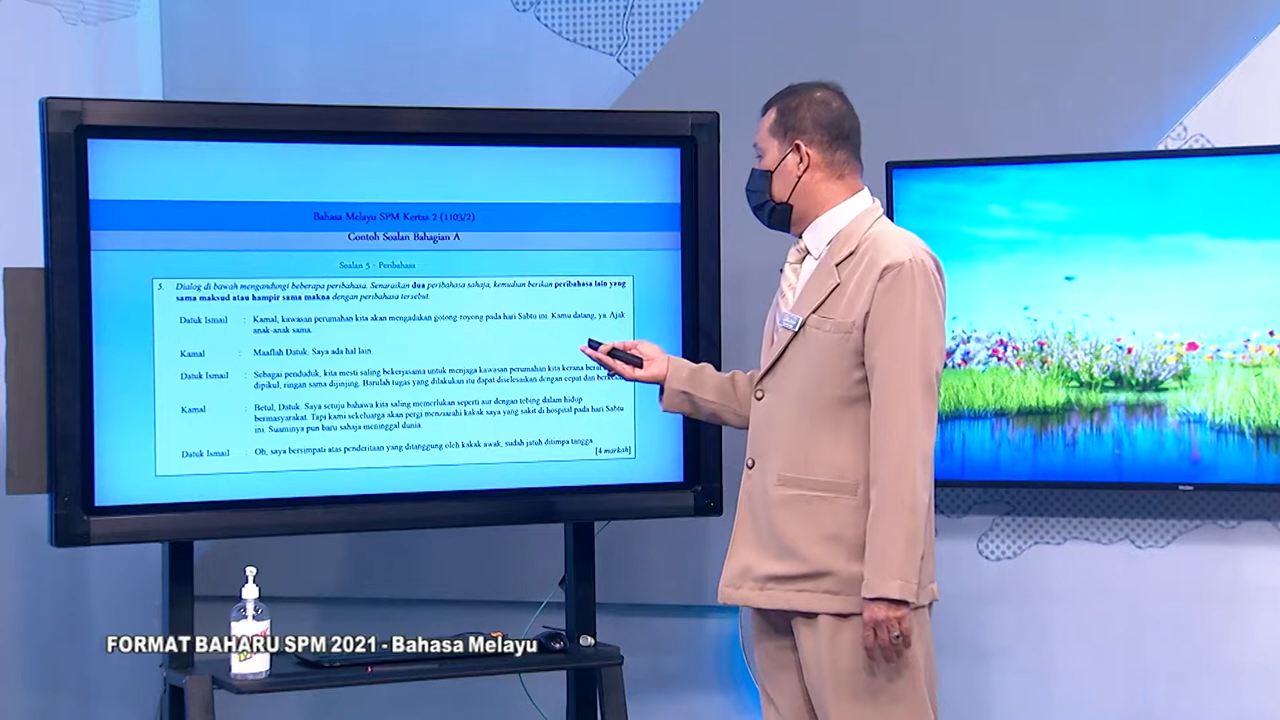 Bahasa Melayu SPM Kertas 2 (1103/2)
Contoh Soalan Bahagian A
Soalan 5 - Peribahasa
5. Dialog di bawah mengandungi beberapa peribahasa. Senaraikan dua peribahasa sahaja, kemudian berikan peribahasa lain yang
sama maksud atau hampir sama makna dengan peribahasa tersebut.
Datuk Ismail : Kamal, kawasan perumahan kita akan mengadakan gotong-royong pada hari Sabtu ini. Kamu datang, ya. Ajak
anak-anak sama.
Kamal : Maaflah Datuk. Saya ada hal lain.
Datuk Ismail : Sebagai penduduk, kita mesti saling bekerjasama untuk menjaga kawasan perumahan kita kerana
dipikul, ringan sama dijinjing. Barulah tugas yang dilakukan itu dapat diselesaikan dengan cepat dan
Kamal : Betul, Datuk. Saya setuju bahawa kita saling memerlukan seperti aur dengan tebing dalam hidup
bermasyarakat. Tapi kami sekeluarga akan pergi menziarahi kakak saya yang sakit di hospital pada hari Sabtu
ini. Suaminya pun baru sahaja meninggal dunia.
Datuk Ismail : Oh, saya bersimpati atas penderitaan yang ditanggung oleh kakak awak, sudah jatuh ditimpa tangga.
[4 markah]
FORMAT BAHARU SPM 2021 - Bahasa Melayu